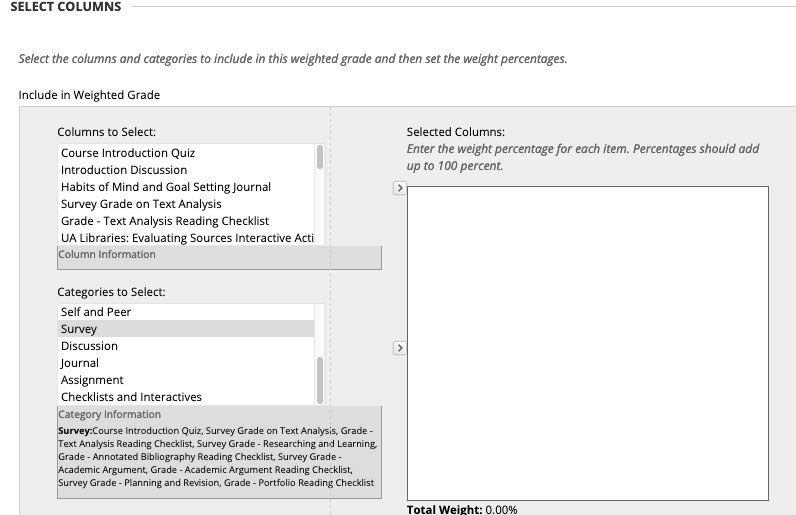 SELECT COLUMNS
Select the columns and categories to include in this weighted grade and then set the weight percentages.
Include in Weighted Grade
Columns to Select:
Course Introduction Quiz
Introduction Discussion
Habits of Mind and Goal Setting Journal
Survey Grade on Text Analysis
Grade - Text Analysis Reading Checklist
UA Libraries: Evaluating Sources Interactive Acti
Column Information
Categories to Select:
Self and Peer
Survey
Discussion
Journal
Assignment
Checklists and Interactives
Category Information
Survey:Course Introduction Quiz, Survey Grade on Text Analysis, Grade -
Text Analysis Reading Checklist, Survey Grade - Researching and Learning,
Grade - Annotated Bibliography Reading Checklist, Survey Grade -
Academic Argument, Grade - Academic Argument Reading Checklist,
Survey Grade - Planning and Revision, Grade - Portfolio Reading Checklist
Selected Columns:
Enter the weight percentage for each item. Percentages should add
up to 100 percent.
Total Weight: 0.00%